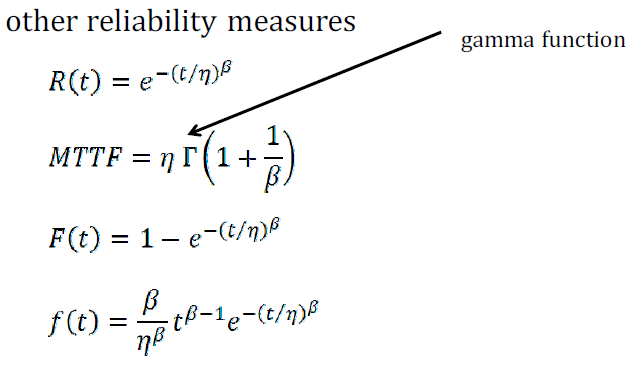 other reliability measures
gamma function
R(t) = e^{-(t/η)^β}
MTTF = η Γ(1 + 1/β)
F(t) = 1 − e^{-(t/η)^β}
f(t) = β/η^β t^{β−1} e^{-(t/η)^β}